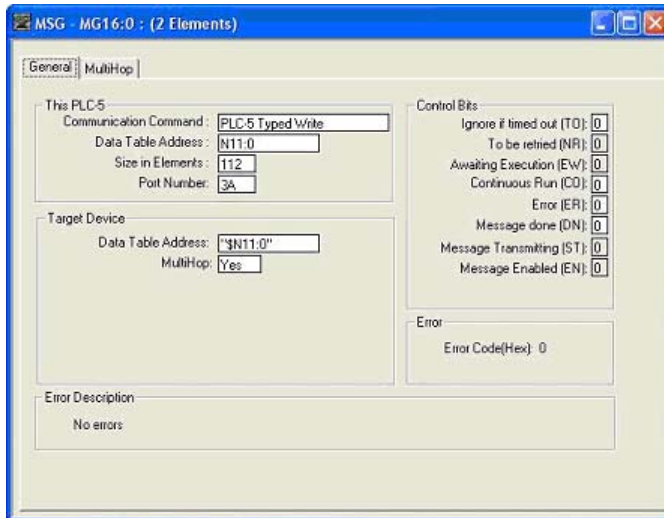 MSG - MG16:0 : (2 Elements)
General MultiHop
This PLC-5
Communication Command : PLC-5 Typed Write
Data Table Address : N11:0
Size in Elements : 112
Port Number: 3A
Target Device
Data Table Address: "$N11:0"
MultiHop: Yes
Control Bits
Ignore if timed out (TO): 0
To be retried (NR): 0
Awaiting Execution (EW): 0
Continuous Run (CO): 0
Error (ER): 0
Message done (DN): 0
Message Transmitting (ST): 0
Message Enabled (EN): 0
Error
Error Code(Hex): 0
Error Description
No errors